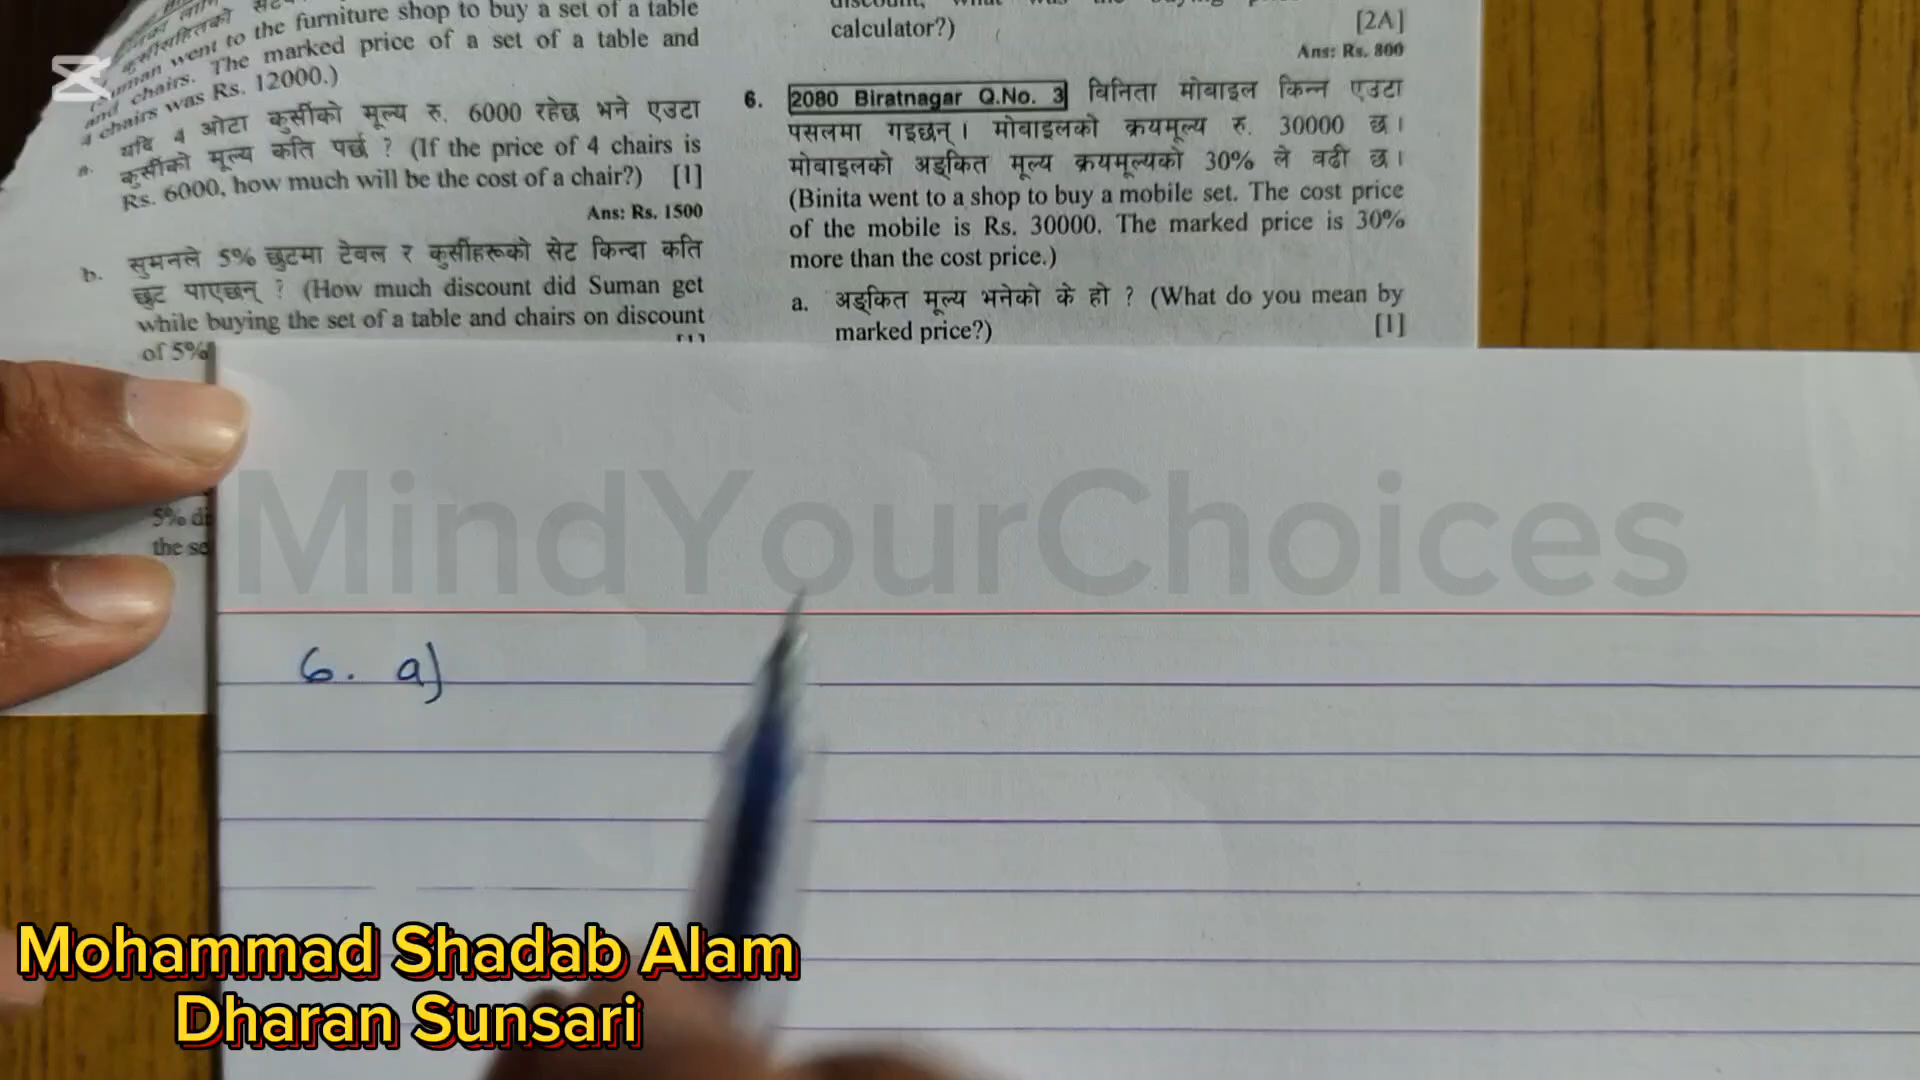 the furniture shop to buy a set of a table
went to
chairs. The marked price of a set of a table and
4 chairs was Rs. 12000.)
a. यदि 4 ओटा कुर्सीको मूल्य रु. 6000 रहेछ भने एउटा
कुर्सीको मूल्य कति पर्छ ? (If the price of 4 chairs is
Rs. 6000, how much will be the cost of a chair?) [1]
Ans: Rs. 1500
b. सुमनले 5% छुटमा टेवल र कुर्सीहरूको सेट किन्दा कति
छुट पाएछन् ? (How much discount did Suman get
while buying the set of a table and chairs on discount
of 5%
5% di
the se
calculator?) [2A]
Ans: Rs. 800
6. 2080 Biratnagar Q.No. 3 विनिता मोबाइल किन्न एउटा
पसलमा गइछन् । मोवाइलको क्रयमूल्य रु. 30000 छ ।
मोबाइलको अङ्कित मूल्य क्रयमूल्यको 30% ले वढी छ ।
(Binita went to a shop to buy a mobile set. The cost price
of the mobile is Rs. 30000. The marked price is 30%
more than the cost price.)
a. अङ्कित मूल्य भनेको के हो ? (What do you mean by
marked price?) [1]
MindYourChoices
6. a)
Mohammad Shadab Alam
Dharan Sunsari